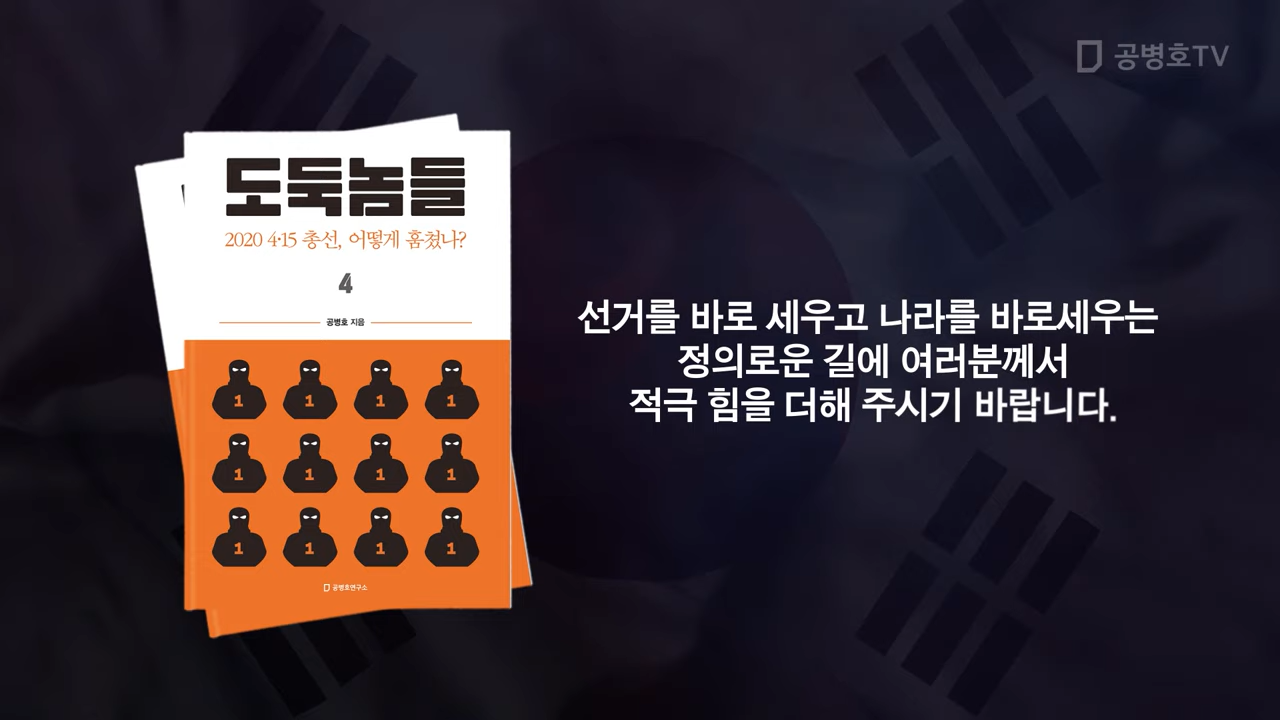 공병호TV
도둑놈들
2020 4·15 총선, 어떻게 훔쳤나?
4
공병호 지음
1 1 1 1
1 1 1 1
1 1 1 1
공병호연구소
선거를 바로 세우고 나라를 바로세우는
정의로운 길에 여러분께서
적극 힘을 더해 주시기 바랍니다.